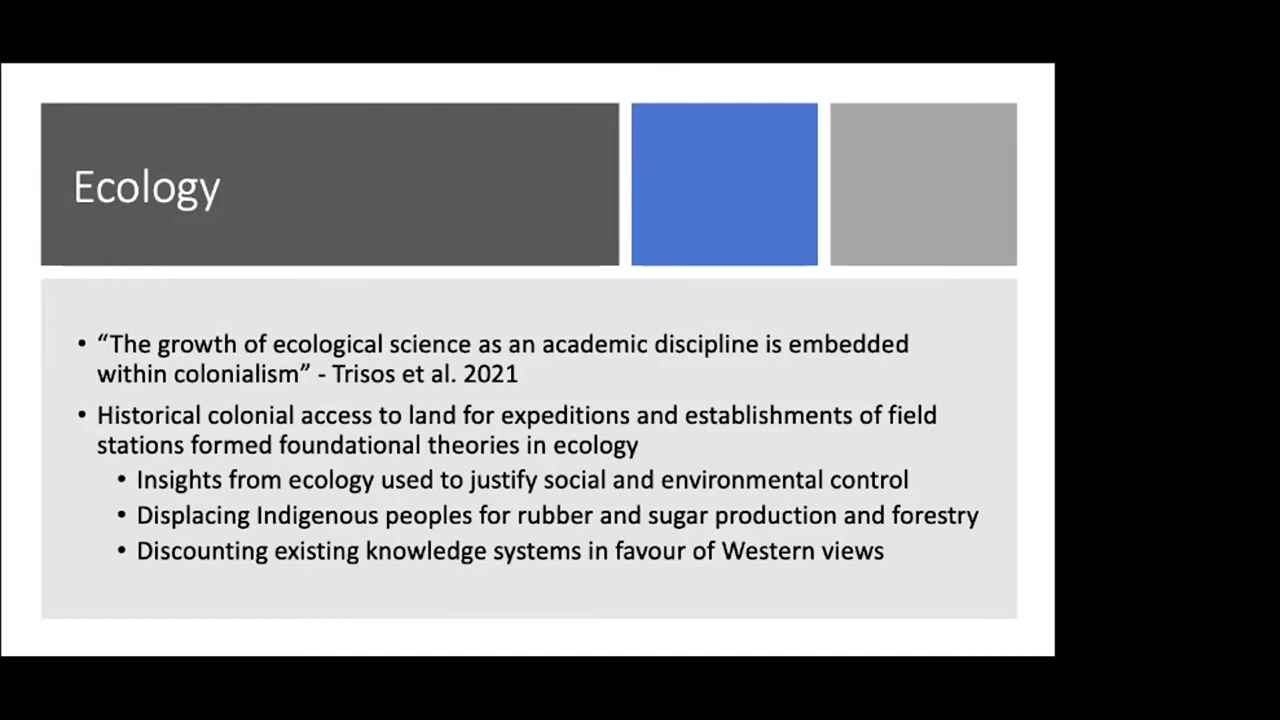 Ecology
• “The growth of ecological science as an academic discipline is embedded
within colonialism” - Trisos et al. 2021
• Historical colonial access to land for expeditions and establishments of field
stations formed foundational theories in ecology
• Insights from ecology used to justify social and environmental control
• Displacing Indigenous peoples for rubber and sugar production and forestry
• Discounting existing knowledge systems in favour of Western views